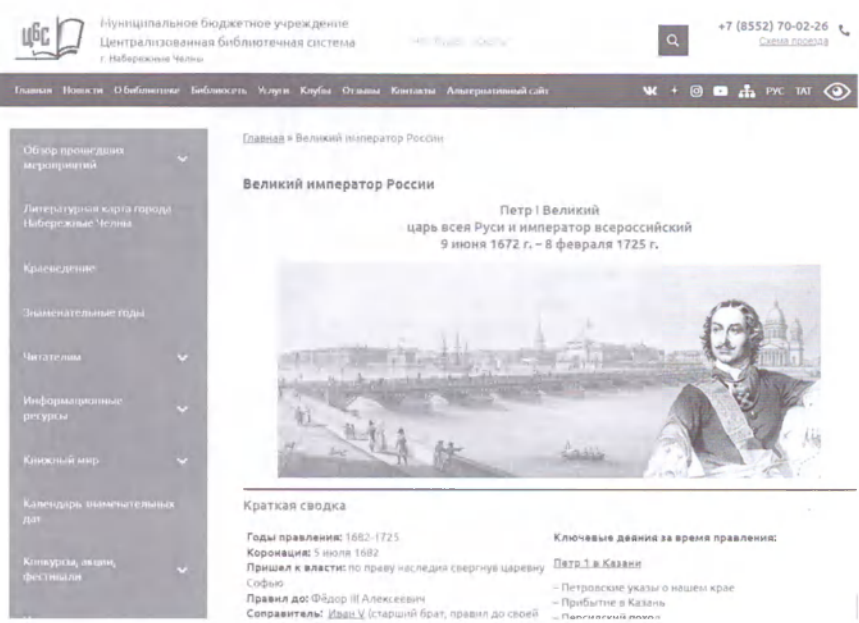 ЦБС
Муниципальное бюджетное учреждение
Централизованная библиотечная система
г. Набережные Челны
+7 (8552) 70-02-26
Схема проезда
Главная Новости О библиотеке Библиосеть Услуги Клубы Отзывы Контакты Альтернативный сайт
РУС ТАТ
Обзор прошедших
мероприятий
Литературная карта города
Набережные Челны
Краеведение
Знаменательные годы
Читателям
Информационные
ресурсы
Книжный мир
Календарь знаменательных
дат
Конкурсы, акции,
фестивали
Главная » Великий император России
Великий император России
Петр I Великий
царь всея Руси и император всероссийский
9 июня 1672 г. – 8 февраля 1725 г.
Краткая сводка
Годы правления: 1682-1725
Коронация: 5 июля 1682
Пришел к власти: по праву наследия свергнув царевну
Софью
Правил до: Фёдор III Алексеевич
Соправитель: Иван V (старший брат, правил до своей
Ключевые деяния за время правления:
Петр 1 в Казани
– Петровские указы о нашем крае
– Прибытие в Казань
– Персидский поход